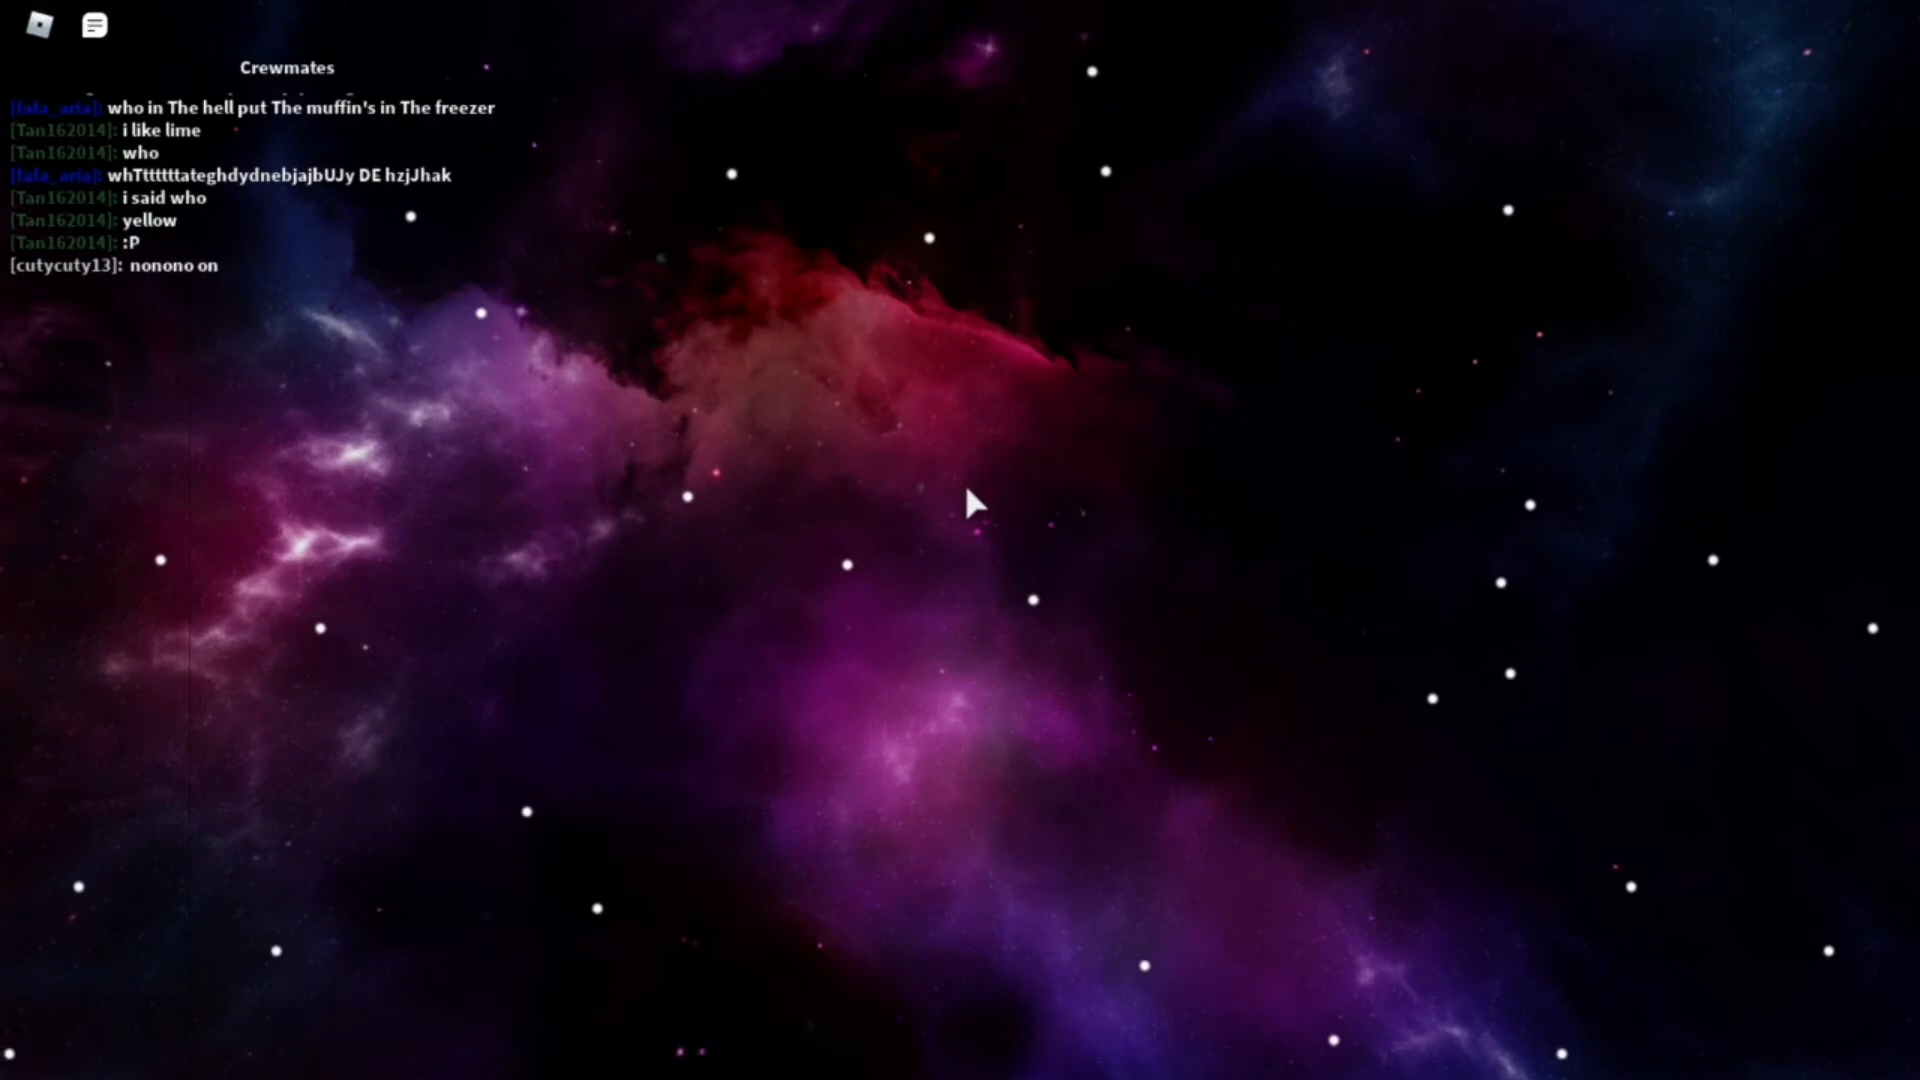 Crewmates
[fafa_aria]: who in The hell put The muffin's in The freezer
[Tan162014]: i like lime
[Tan162014]: who
[fafa_aria]: whTttttttateghdydnebjajbUJy DE hzjJhak
[Tan162014]: i said who
[Tan162014]: yellow
[Tan162014]: :P
[cutycuty13]: nonono on